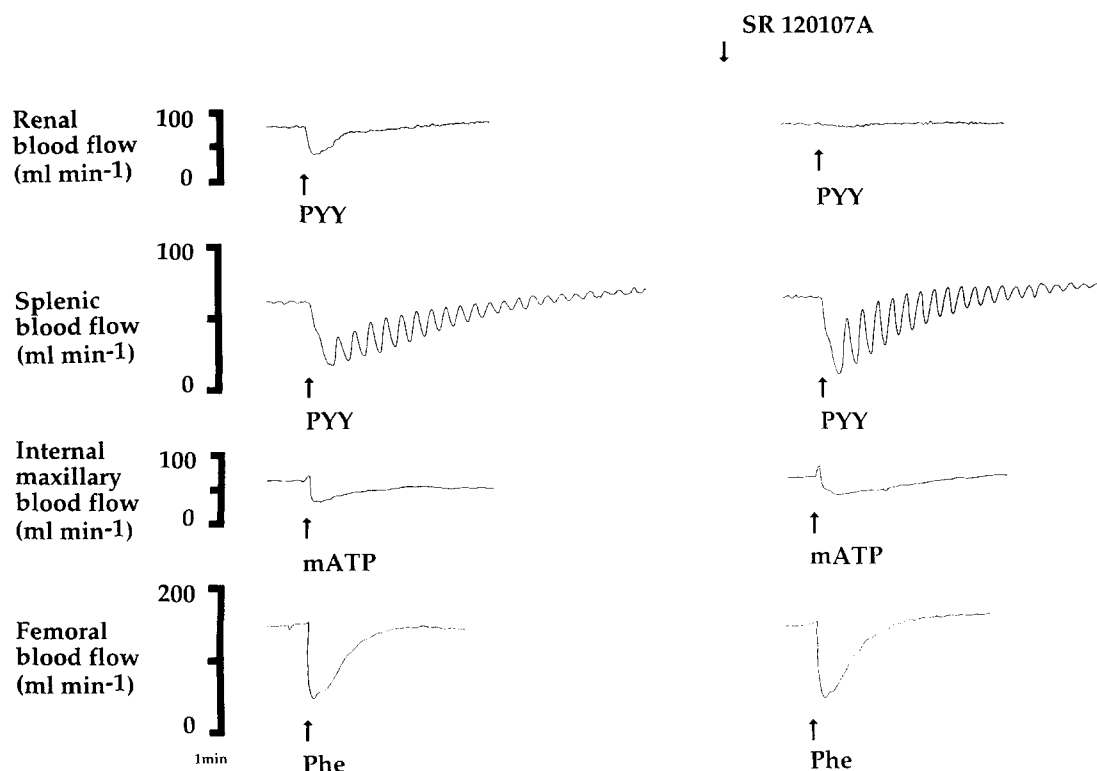 SR 120107A
Renal
blood flow
(ml min-1)
100
0
PYY
PYY
Splenic
blood flow
(ml min-1)
100
0
PYY
PYY
Internal
maxillary
blood flow
(ml min-1)
100
0
mATP
mATP
Femoral
blood flow
(ml min-1)
200
0
1min
Phe
Phe